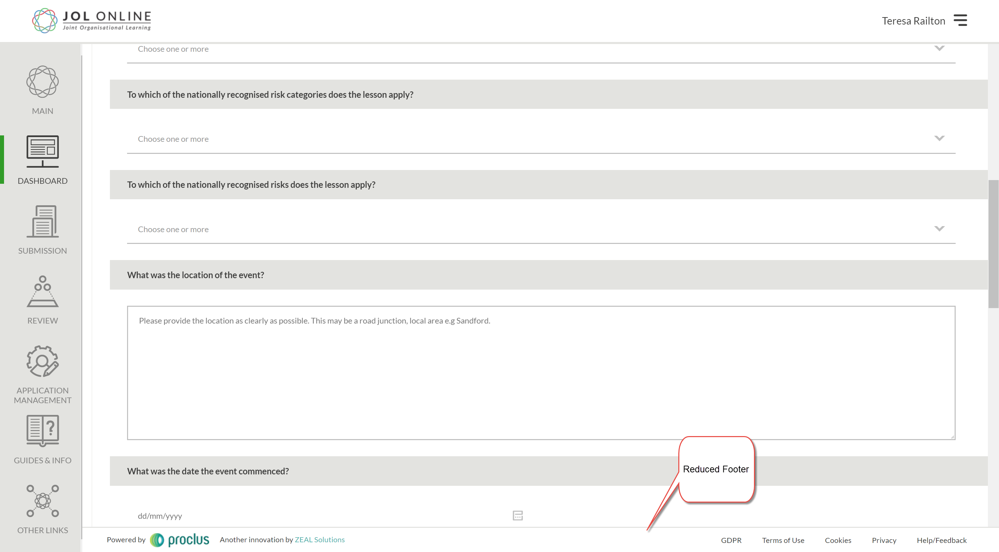 JOL ONLINE
Joint Organisational Learning
Teresa Railton
MAIN
DASHBOARD
SUBMISSION
REVIEW
APPLICATION
MANAGEMENT
GUIDES & INFO
OTHER LINKS
Choose one or more
To which of the nationally recognised risk categories does the lesson apply?
Choose one or more
To which of the nationally recognised risks does the lesson apply?
Choose one or more
What was the location of the event?
Please provide the location as clearly as possible. This may be a road junction, local area e.g Sandford.
What was the date the event commenced?
Reduced Footer
dd/mm/yyyy
Powered by proclus Another innovation by ZEAL Solutions
GDPR Terms of Use Cookies Privacy Help/Feedback